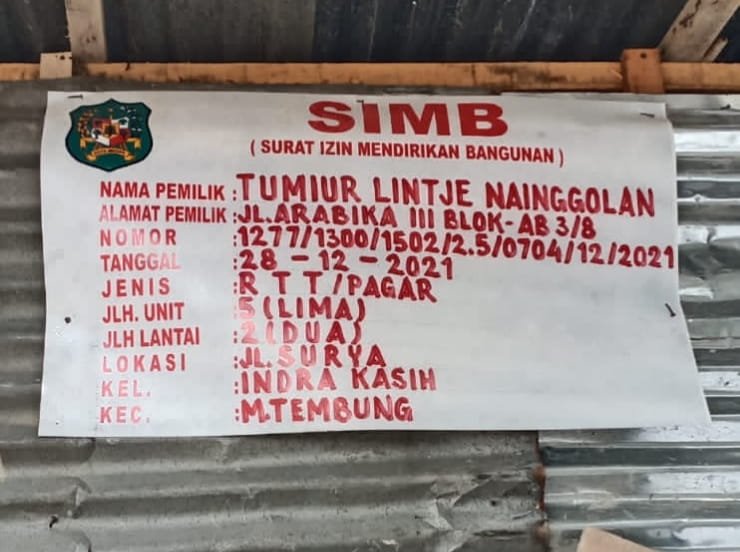 SIMB
( SURAT IZIN MENDIRIKAN BANGUNAN )
NAMA PEMILIK : TUMIUR LINTJE NAINGGOLAN
ALAMAT PEMILIK : JL. ARABIKA III BLOK-AB 3/8
NOMOR : 1277/1300/1502/2.5/0704/12/2021
TANGGAL : 28 - 12 - 2021
JENIS : R T T / PAGAR
JLH. UNIT : 5 (LIMA)
JLH LANTAI : 2 (DUA)
LOKASI : JL. SURYA
KEL. : INDRA KASIH
KEC. : M.TEMBUNG